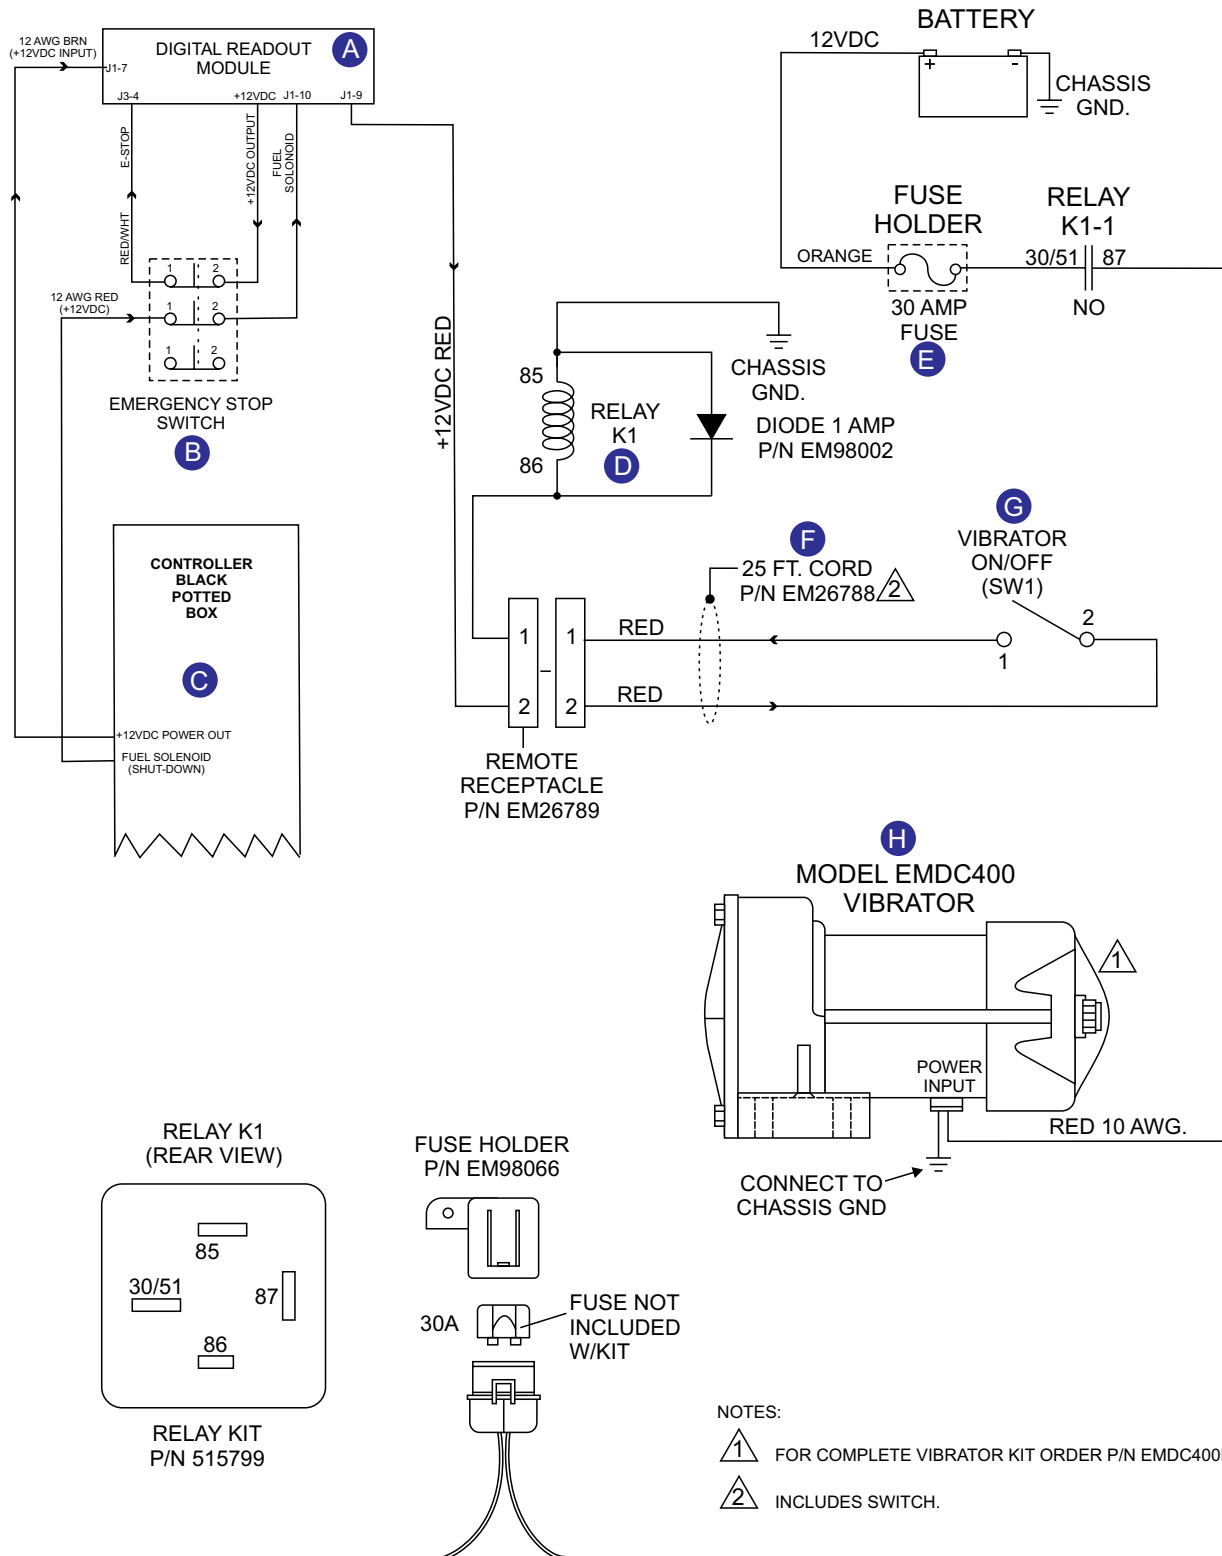 12 AWG BRN
(+12VDC INPUT)
DIGITAL READOUT
MODULE
A
J1-7
J3-4
+12VDC
J1-10
J1-9
E-STOP
RED/WHT
+12VDC OUTPUT
FUEL
SOLONOID
1 2
12 AWG RED
(+12VDC)
1 2
1 2
EMERGENCY STOP
SWITCH
B
CONTROLLER
BLACK
POTTED
BOX
C
+12VDC POWER OUT
FUEL SOLENOID
(SHUT-DOWN)
BATTERY
12VDC
+ -
CHASSIS
GND.
FUSE
HOLDER
RELAY
K1-1
ORANGE
30/51 87
30 AMP
FUSE
E
NO
+12VDC RED
CHASSIS
GND.
85
RELAY
K1
D
86
DIODE 1 AMP
P/N EM98002
F
25 FT. CORD
P/N EM26788 2
G
VIBRATOR
ON/OFF
(SW1)
1 1 RED
1
2
2 2 RED
REMOTE
RECEPTACLE
P/N EM26789
H
MODEL EMDC400
VIBRATOR
1
POWER
INPUT
RED 10 AWG.
CONNECT TO
CHASSIS GND
RELAY K1
(REAR VIEW)
85
30/51
87
86
RELAY KIT
P/N 515799
FUSE HOLDER
P/N EM98066
30A
FUSE NOT
INCLUDED
W/KIT
NOTES:
1 FOR COMPLETE VIBRATOR KIT ORDER P/N EMDC400
2 INCLUDES SWITCH.